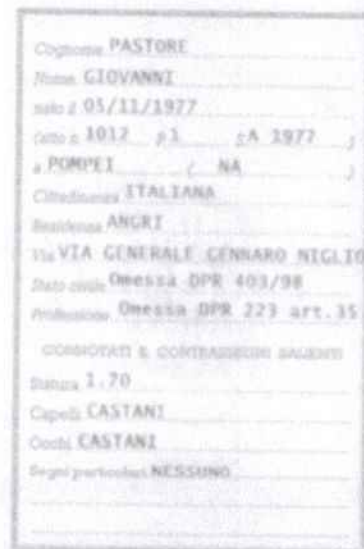 Cognome PASTORE
Nome GIOVANNI
nato il 05/11/1977
(atto n. 1012 p 1 s A 1977 )
a POMPEI ( NA )
Cittadinanza ITALIANA
Residenza ANGRI
Via VIA GENERALE GENNARO NIGLIO
Stato civile Omessa DPR 403/98
Professione Omessa DPR 223 art.35
CONNOTATI E CONTRASSEGNI SALIENTI
Statura 1.70
Capelli CASTANI
Occhi CASTANI
Segni particolari NESSUNO